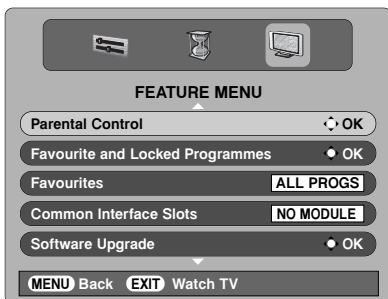 FEATURE MENU
Parental Control OK
Favourite and Locked Programmes OK
Favourites ALL PROGS
Common Interface Slots NO MODULE
Software Upgrade OK
MENU Back EXIT Watch TV